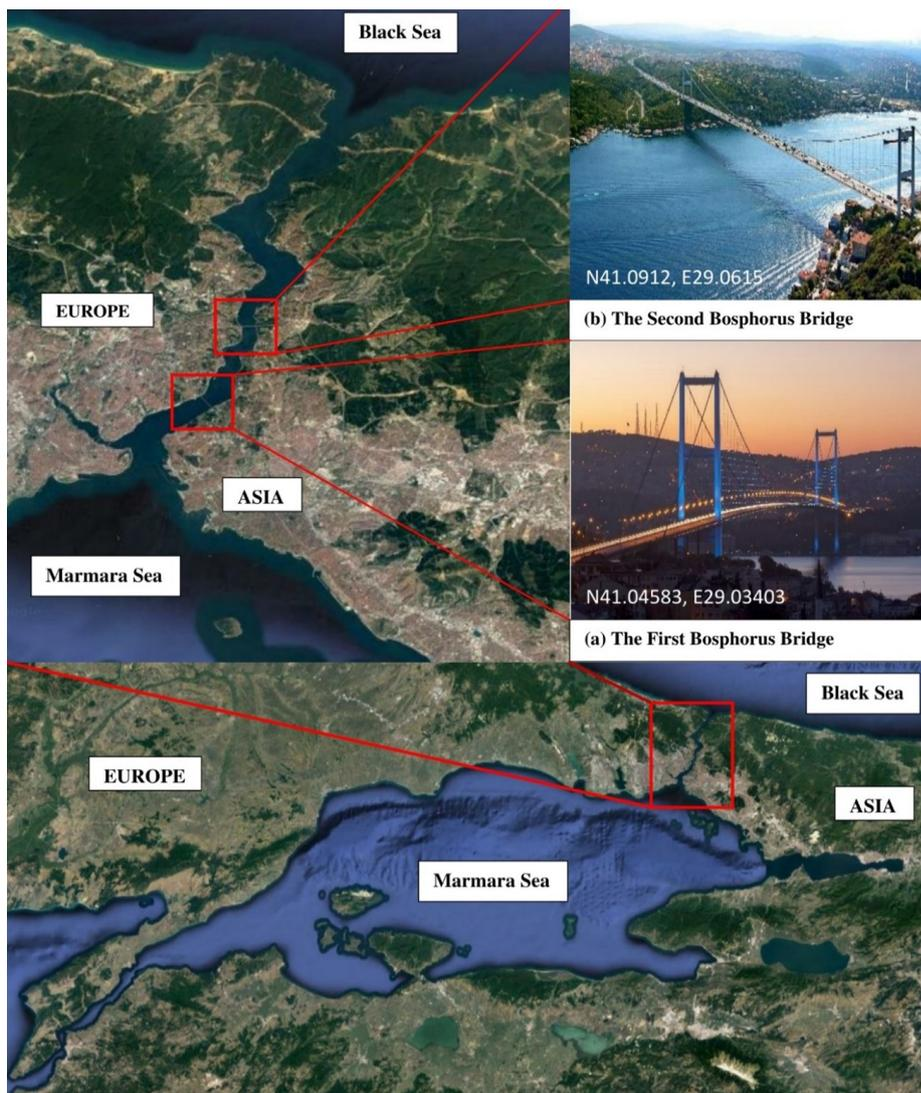 Black Sea
EUROPE
N41.0912, E29.0615
(b) The Second Bosphorus Bridge
ASIA
Marmara Sea
N41.04583, E29.03403
(a) The First Bosphorus Bridge
Black Sea
EUROPE
ASIA
Marmara Sea